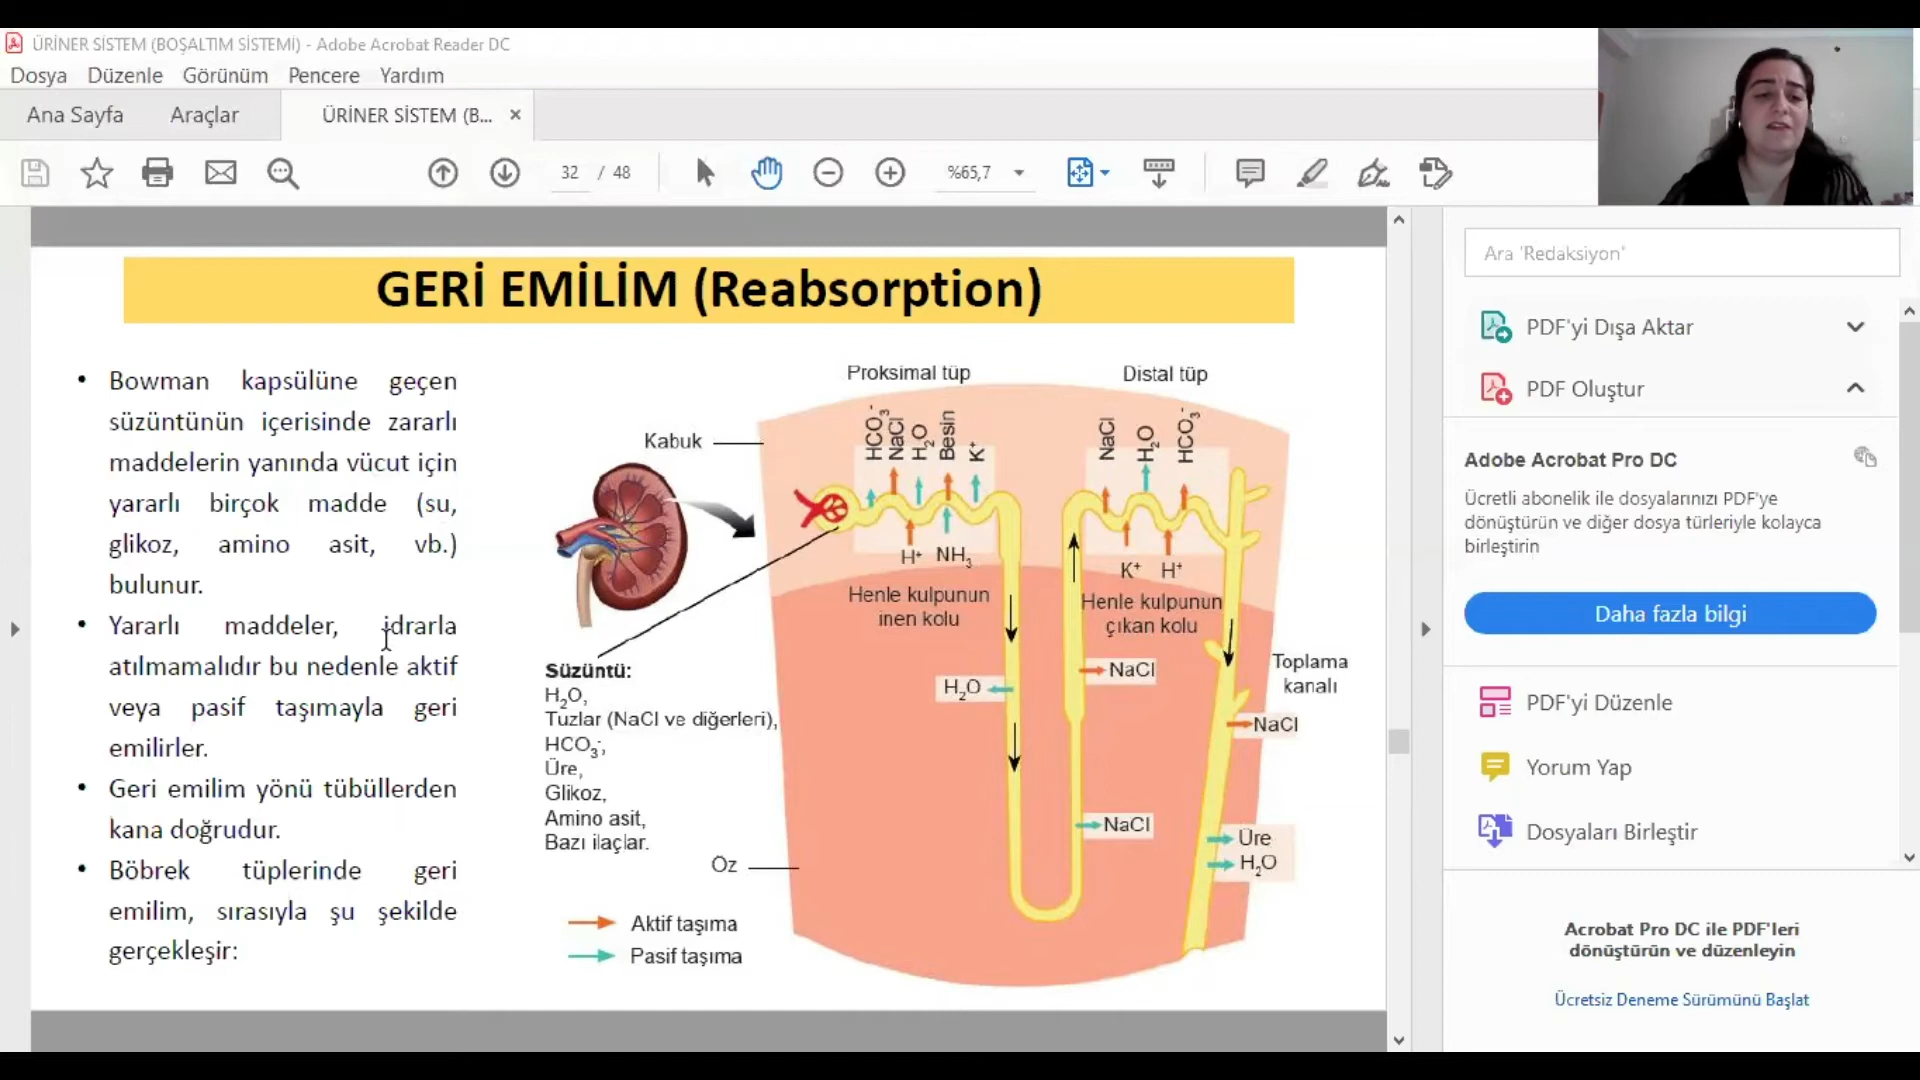 ÜRİNER SİSTEM (BOŞALTIM SİSTEMİ) - Adobe Acrobat Reader DC
Dosya Düzenle Görünüm Pencere Yardım
Ana Sayfa Araçlar ÜRİNER SİSTEM (B... ×
32 / 48 %65,7
GERİ EMİLİM (Reabsorption)
• Bowman kapsülüne geçen
süzüntünün içerisinde zararlı
maddelerin yanında vücut için
yararlı birçok madde (su,
glikoz, amino asit, vb.)
bulunur.
• Yararlı maddeler, idrarla
atılmamalıdır bu nedenle aktif
veya pasif taşımayla geri
emilirler.
• Geri emilim yönü tübüllerden
kana doğrudur.
• Böbrek tüplerinde geri
emilim, sırasıyla şu şekilde
gerçekleşir:
Proksimal tüp
Distal tüp
Kabuk
HCO₃⁻
NaCl
H₂O
Besin
K⁺
NaCl
H₂O
HCO₃⁻
H⁺ NH₃
K⁺ H⁺
Henle kulpunun
inen kolu
Henle kulpunun
çıkan kolu
Süzüntü:
H₂O,
Tuzlar (NaCl ve diğerleri),
HCO₃⁻,
Üre,
Glikoz,
Amino asit,
Bazı ilaçlar.
H₂O
NaCl
NaCl
Toplama
kanalı
NaCl
Üre
H₂O
Öz
Aktif taşıma
Pasif taşıma
Ara 'Redaksiyon'
PDF'yi Dışa Aktar
PDF Oluştur
Adobe Acrobat Pro DC
Ücretli abonelik ile dosyalarınızı PDF'ye
dönüştürün ve diğer dosya türleriyle kolayca
birleştirin
Daha fazla bilgi
PDF'yi Düzenle
Yorum Yap
Dosyaları Birleştir
Acrobat Pro DC ile PDF'leri
dönüştürün ve düzenleyin
Ücretsiz Deneme Sürümünü Başlat